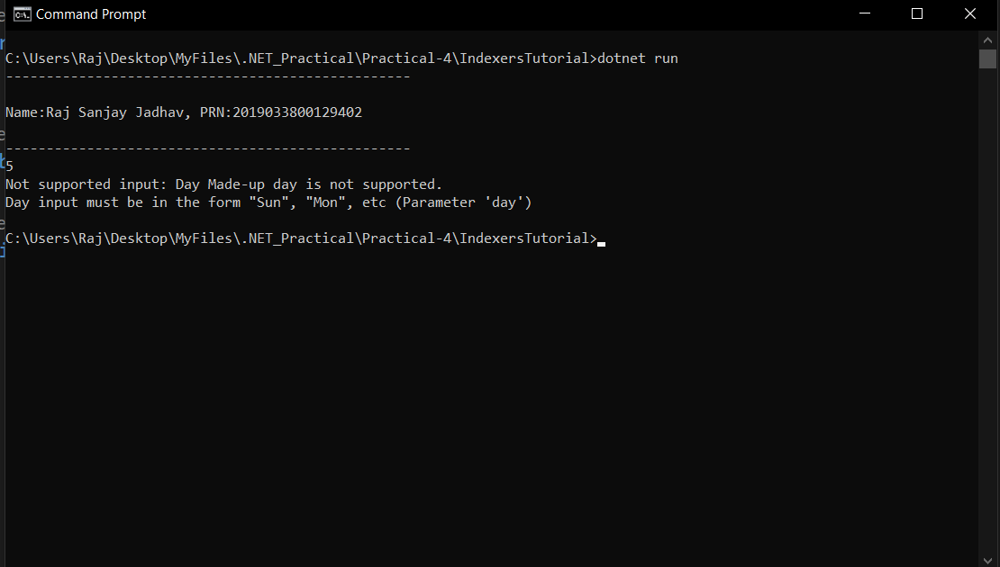 Command Prompt
C:\Users\Raj\Desktop\MyFiles\.NET_Practical\Practical-4\IndexersTutorial>dotnet run
--------------------------------------------------
Name:Raj Sanjay Jadhav, PRN:2019033800129402
--------------------------------------------------
5
Not supported input: Day Made-up day is not supported.
Day input must be in the form "Sun", "Mon", etc (Parameter 'day')
C:\Users\Raj\Desktop\MyFiles\.NET_Practical\Practical-4\IndexersTutorial>